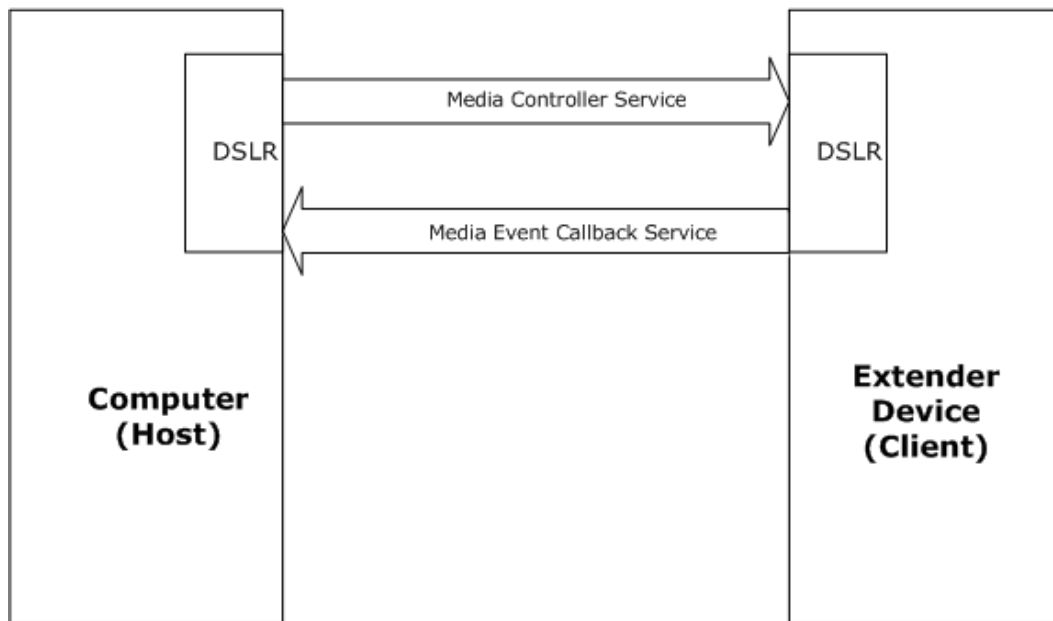 Media Controller Service
DSLR
DSLR
Media Event Callback Service
Computer
(Host)
Extender
Device
(Client)